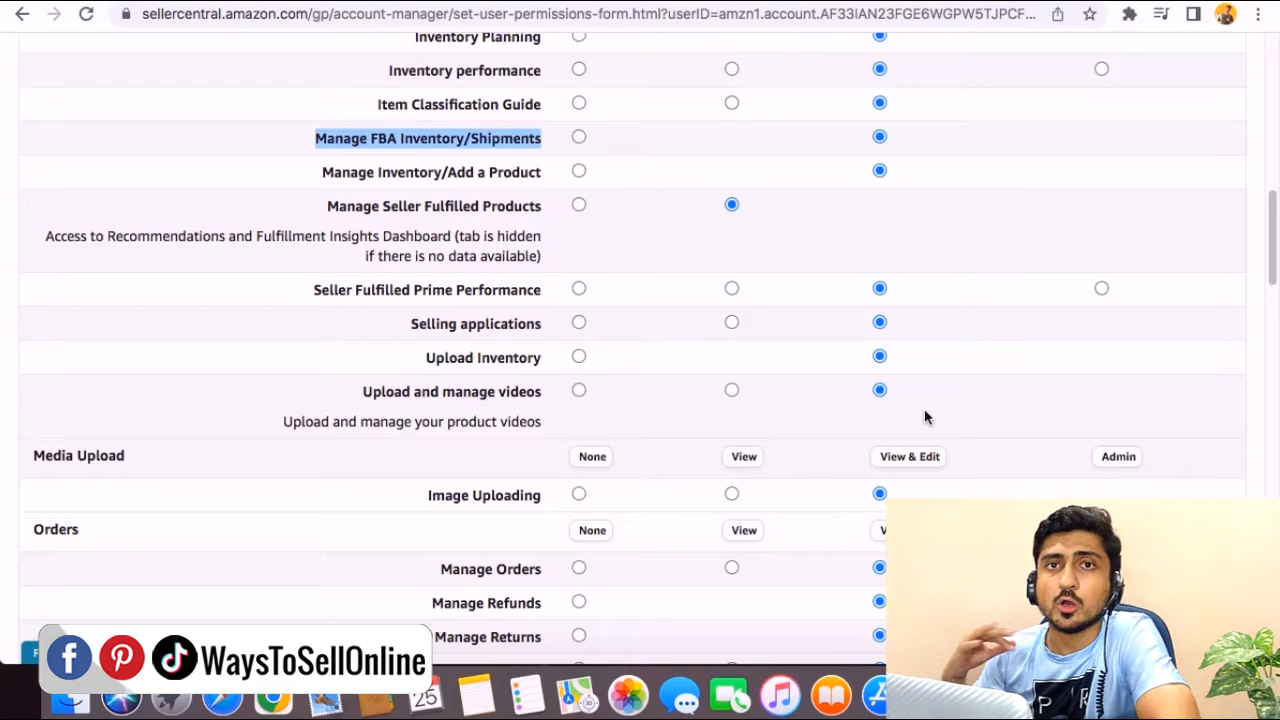 sellercentral.amazon.com/gp/account-manager/set-user-permissions-form.html?userID=amzn1.account.AF33IAN23FGE6WGPW5TJPCF...
Inventory Planning
Inventory performance
Item Classification Guide
Manage FBA Inventory/Shipments
Manage Inventory/Add a Product
Manage Seller Fulfilled Products
Access to Recommendations and Fulfillment Insights Dashboard (tab is hidden
if there is no data available)
Seller Fulfilled Prime Performance
Selling applications
Upload Inventory
Upload and manage videos
Upload and manage your product videos
Media Upload None View View & Edit Admin
Image Uploading
Orders None View V
Manage Orders
Manage Refunds
Manage Returns
WaysToSellOnline
25